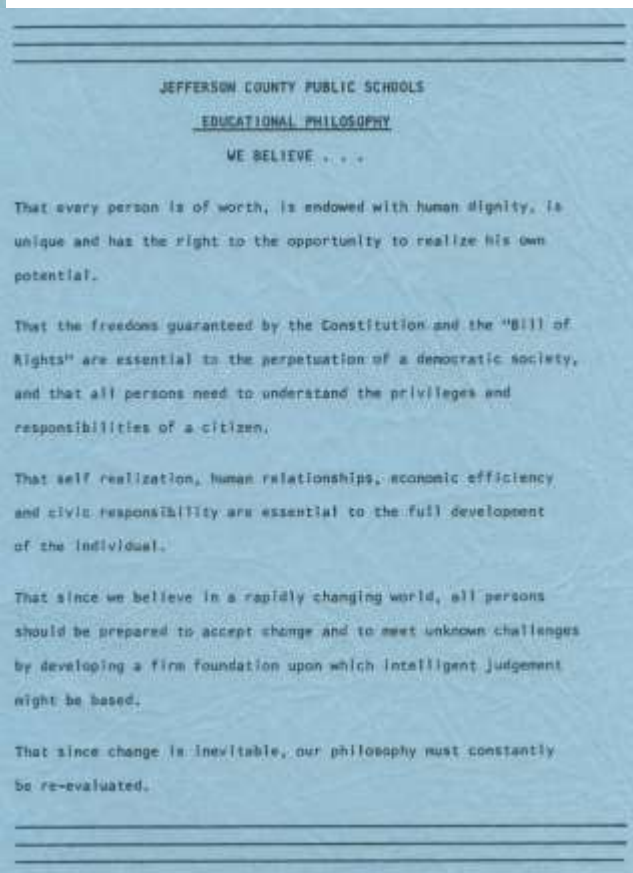 JEFFERSON COUNTY PUBLIC SCHOOLS
EDUCATIONAL PHILOSOPHY
WE BELIEVE . . .
That every person is of worth, is endowed with human dignity, is
unique and has the right to the opportunity to realize his own
potential.
That the freedoms guaranteed by the Constitution and the "Bill of
Rights" are essential to the perpetuation of a democratic society,
and that all persons need to understand the privileges and
responsibilities of a citizen.
That self realization, human relationships, economic efficiency
and civic responsibility are essential to the full development
of the individual.
That since we believe in a rapidly changing world, all persons
should be prepared to accept change and to meet unknown challenges
by developing a firm foundation upon which intelligent judgement
might be based.
That since change is inevitable, our philosophy must constantly
be re-evaluated.